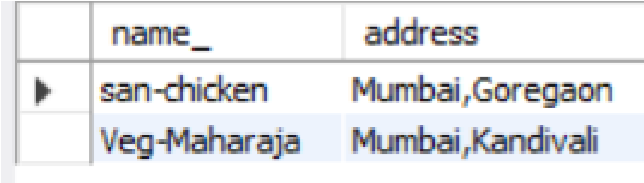 name_ address
san-chicken Mumbai,Goregaon
Veg-Maharaja Mumbai,Kandivali